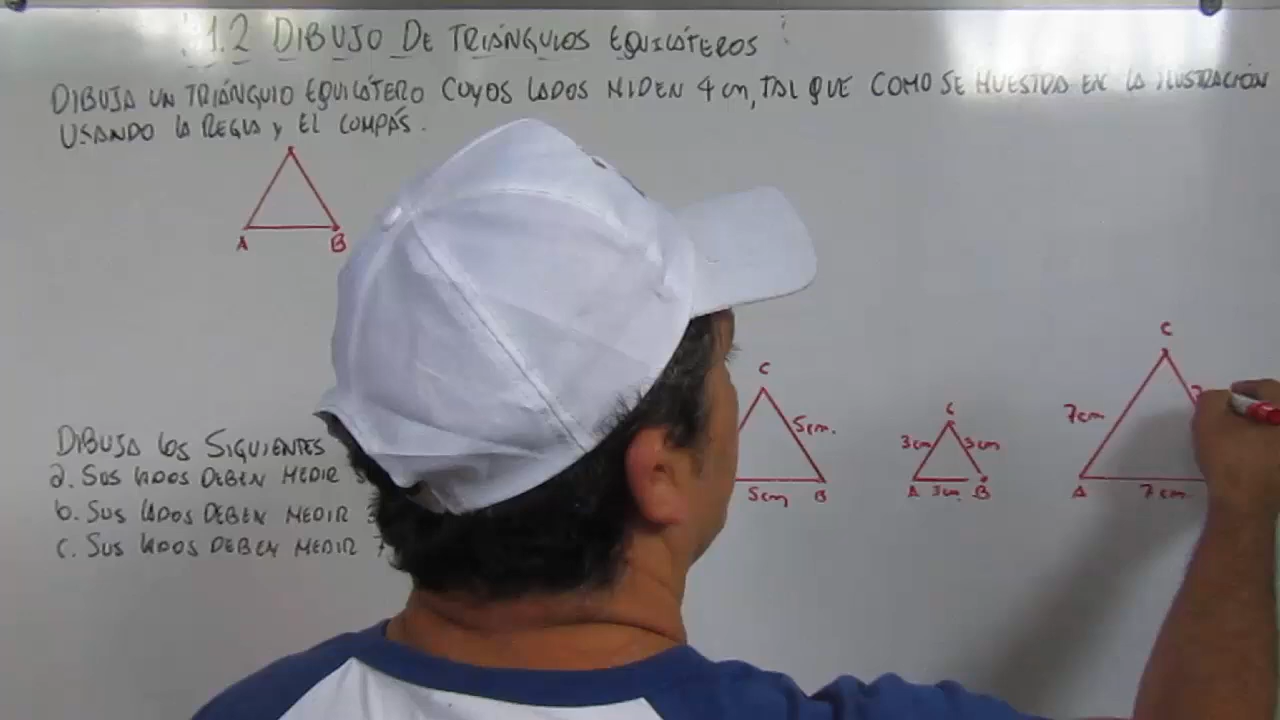 1.2 DIBUJO DE TRIÁNGULOS EQUILÁTEROS
DIBUJA UN TRIÁNGULO EQUILÁTERO CUYOS LADOS MIDEN 4 cm, TAL QUE COMO SE MUESTRA EN LA ILUSTRACIÓN
USANDO LA REGLA Y EL COMPÁS.
A B
C
5cm.
5cm B
C
3cm 3cm
A 3cm. B
C
7cm
A 7cm.
DIBUJA LOS SIGUIENTES
a. SUS LADOS DEBEN MEDIR
b. SUS LADOS DEBEN MEDIR
c. SUS LADOS DEBEN MEDIR 7